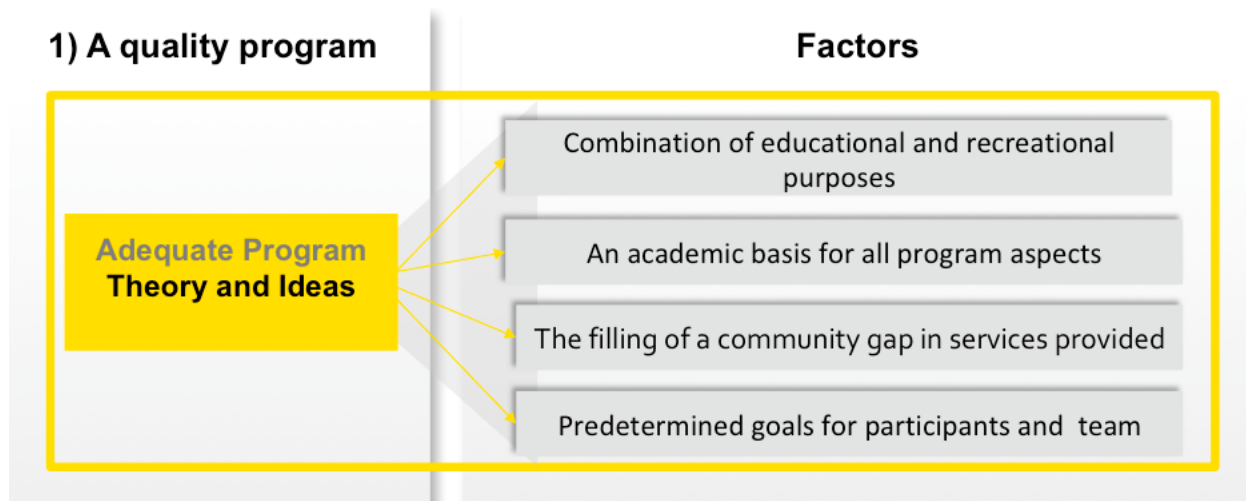 1) A quality program
Factors
Adequate Program
Theory and Ideas
Combination of educational and recreational
purposes
An academic basis for all program aspects
The filling of a community gap in services provided
Predetermined goals for participants and  team